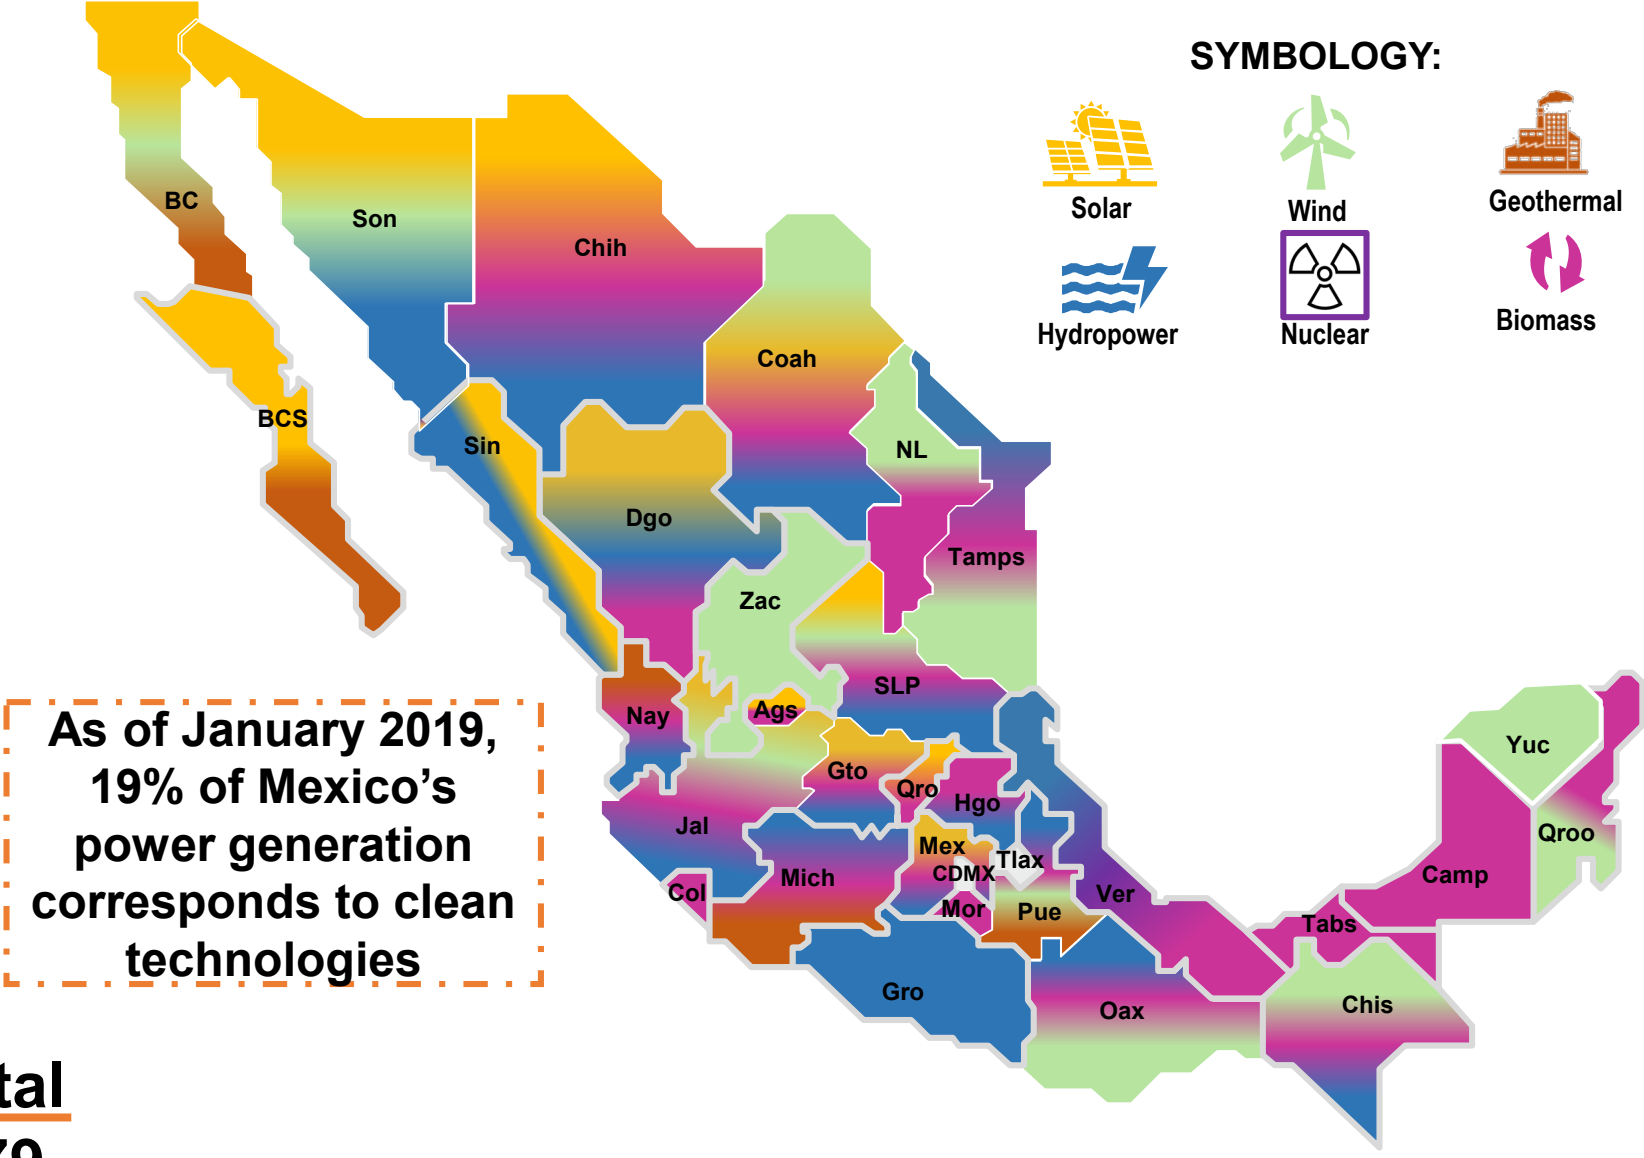 SYMBOLOGY:
Solar
Wind
Geothermal
Hydropower
Nuclear
Biomass
BC
Son
Chih
Coah
BCS
Sin
NL
Dgo
Tamps
Zac
SLP
Nay
Ags
Yuc
Gto
Qro
Hgo
Jal
Qroo
Mex
Tlax
CDMX
Mich
Camp
Col
Mor
Pue
Ver
Tabs
Gro
Oax
Chis
As of January 2019,
19% of Mexico’s
power generation
corresponds to clean
technologies
tal